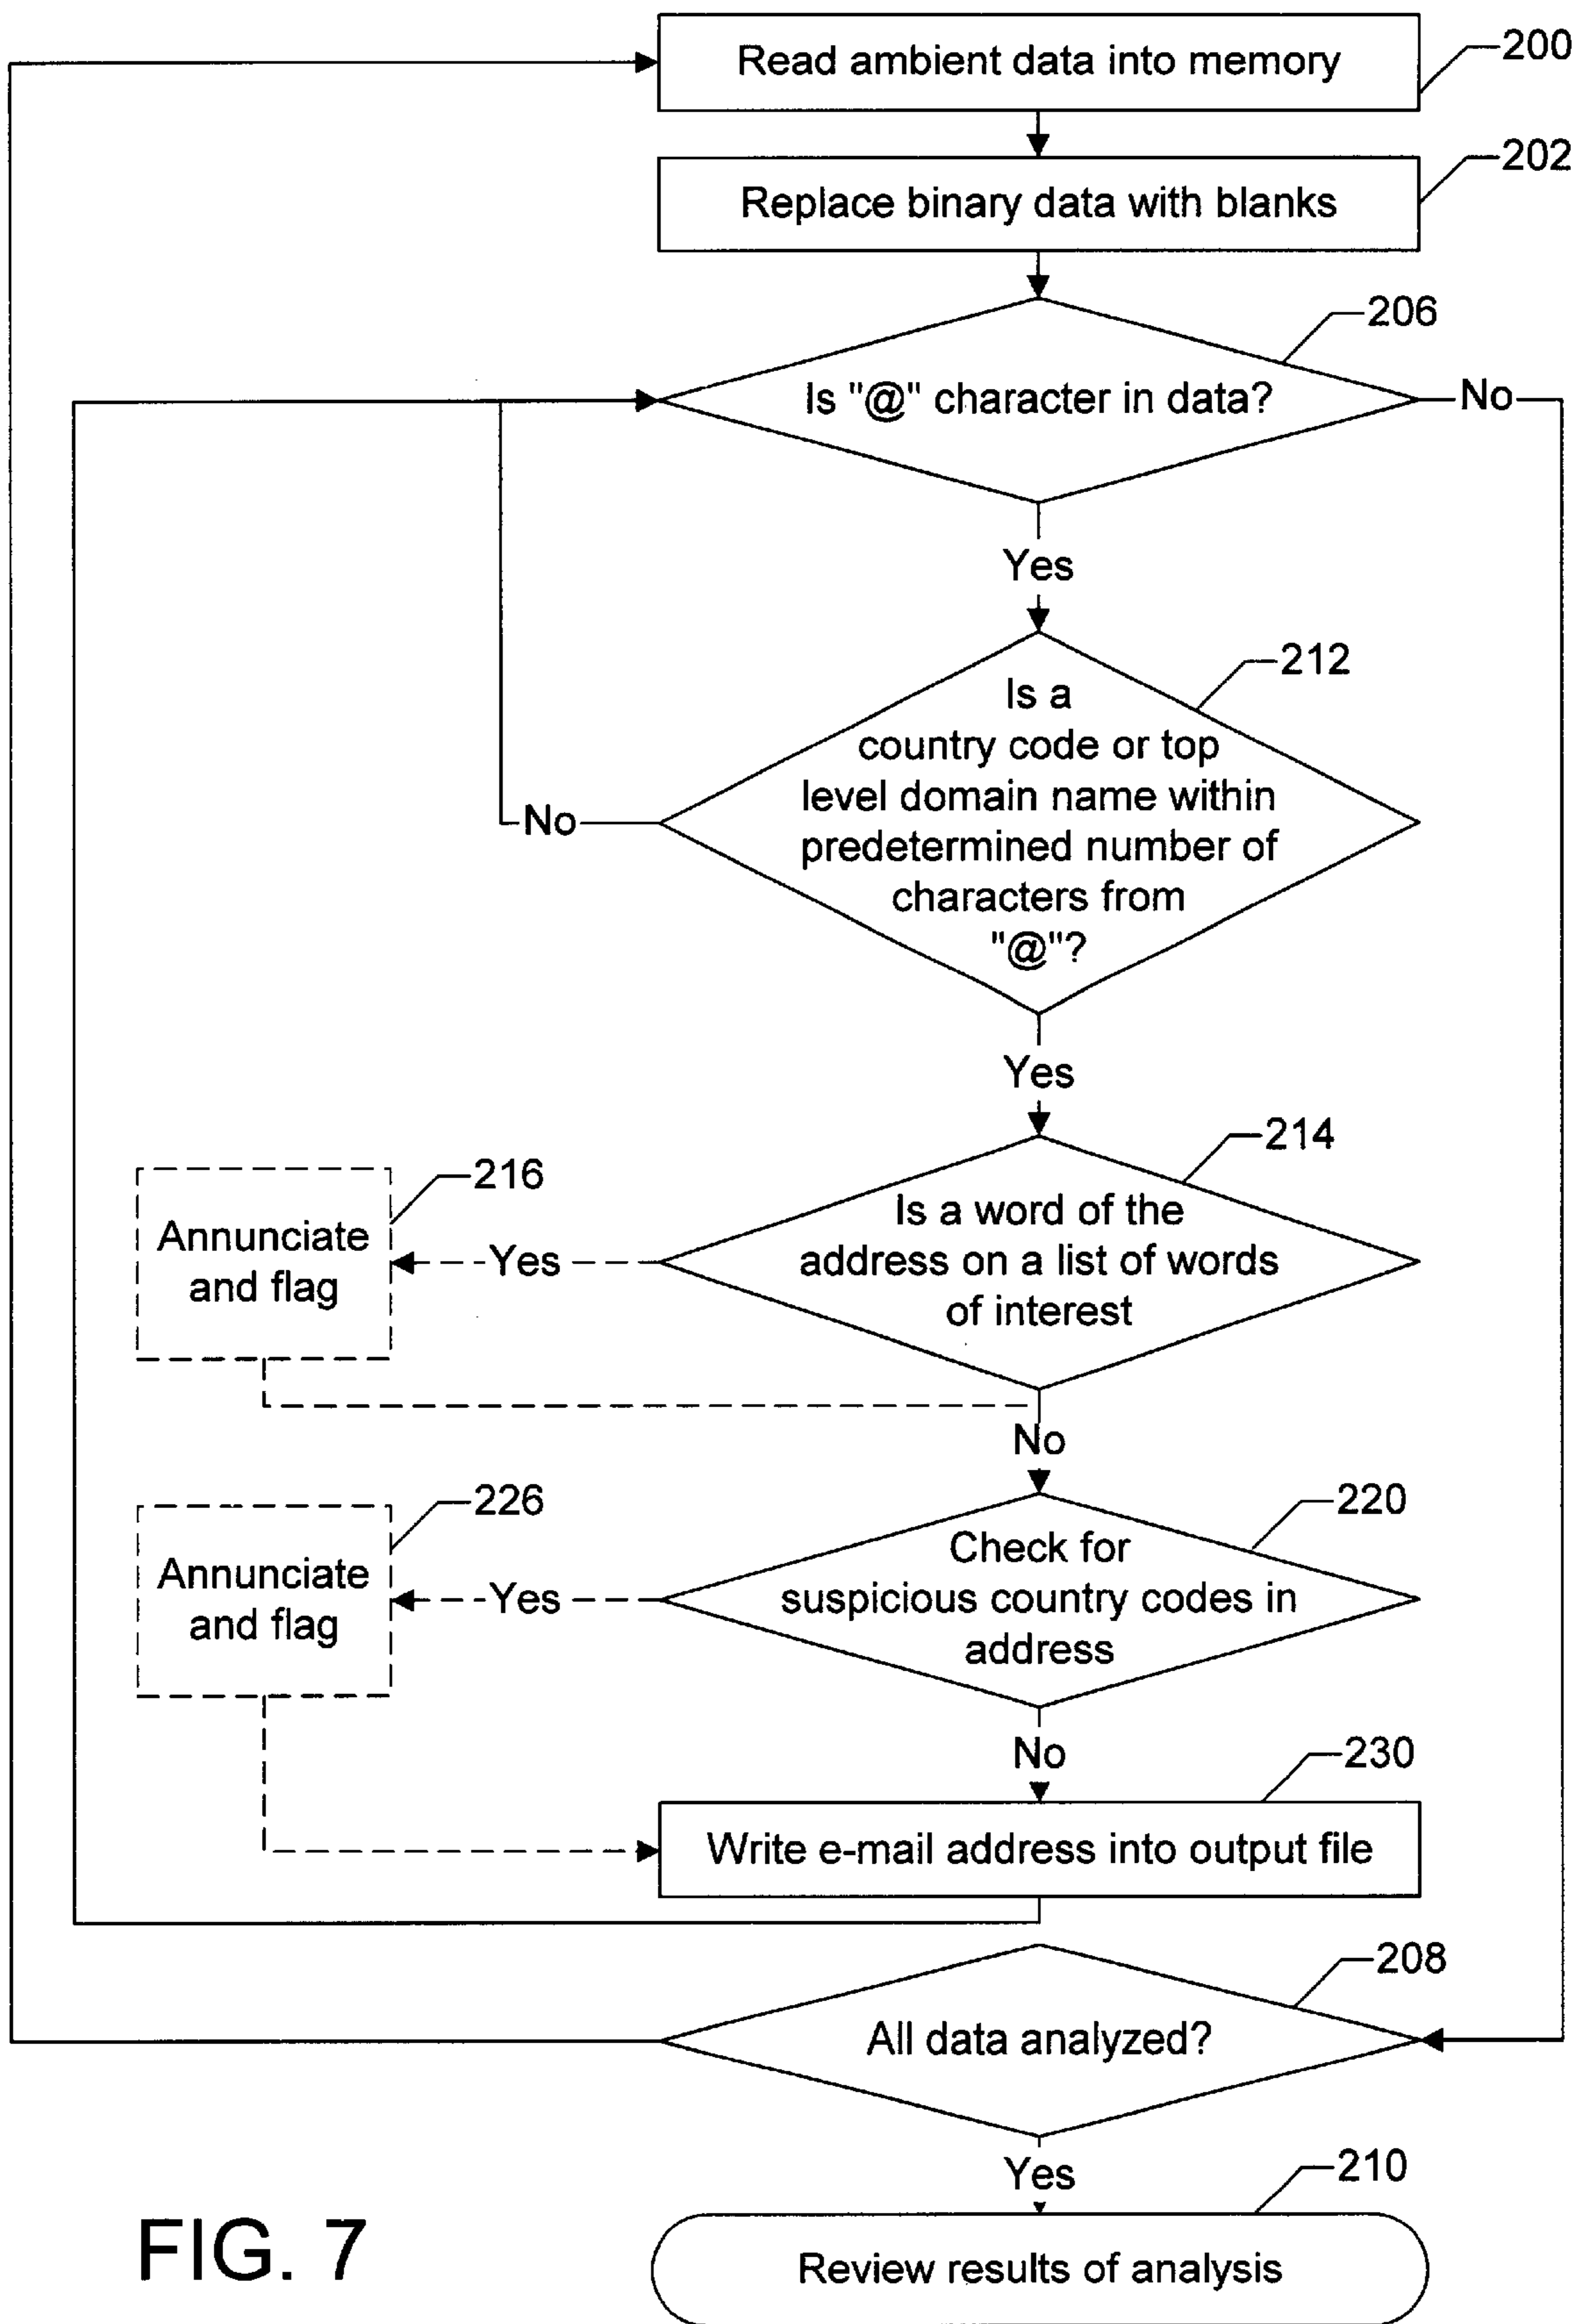 Read ambient data into memory
200
Replace binary data with blanks
202
206
Is "@" character in data?
No
Yes
212
Is a
country code or top
level domain name within
predetermined number of
characters from
"@"?
No
Yes
214
Is a word of the
address on a list of words
of interest
216
Annunciate
and flag
Yes
No
220
Check for
suspicious country codes in
address
226
Annunciate
and flag
Yes
No
230
Write e-mail address into output file
208
All data analyzed?
Yes
210
Review results of analysis
FIG. 7